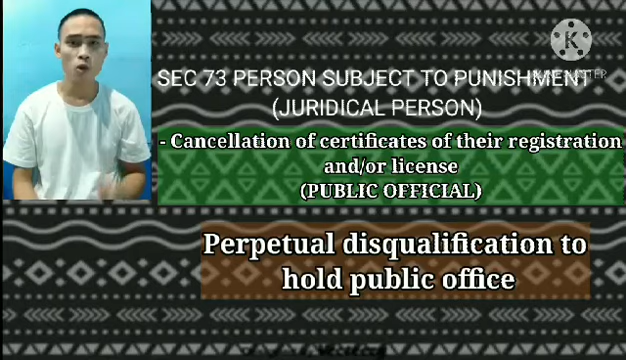 SEC 73 PERSON SUBJECT TO PUNISHMENT
(JURIDICAL PERSON)
- Cancellation of certificates of their registration
and/or license
(PUBLIC OFFICIAL)
Perpetual disqualification to
hold public office